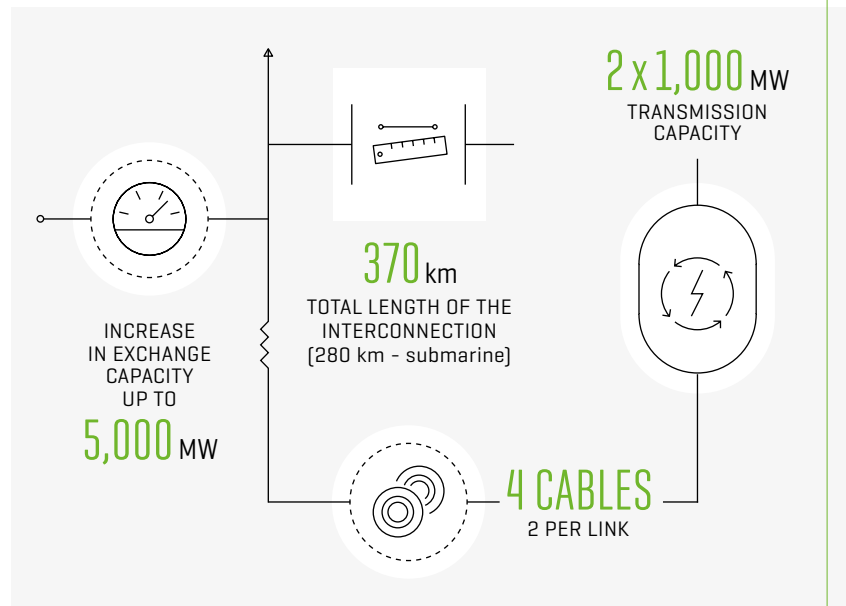 2 x 1,000 MW
TRANSMISSION
CAPACITY
370 km
TOTAL LENGTH OF THE
INTERCONNECTION
(280 km - submarine)
INCREASE
IN EXCHANGE
CAPACITY
UP TO
5,000 MW
4 CABLES
2 PER LINK